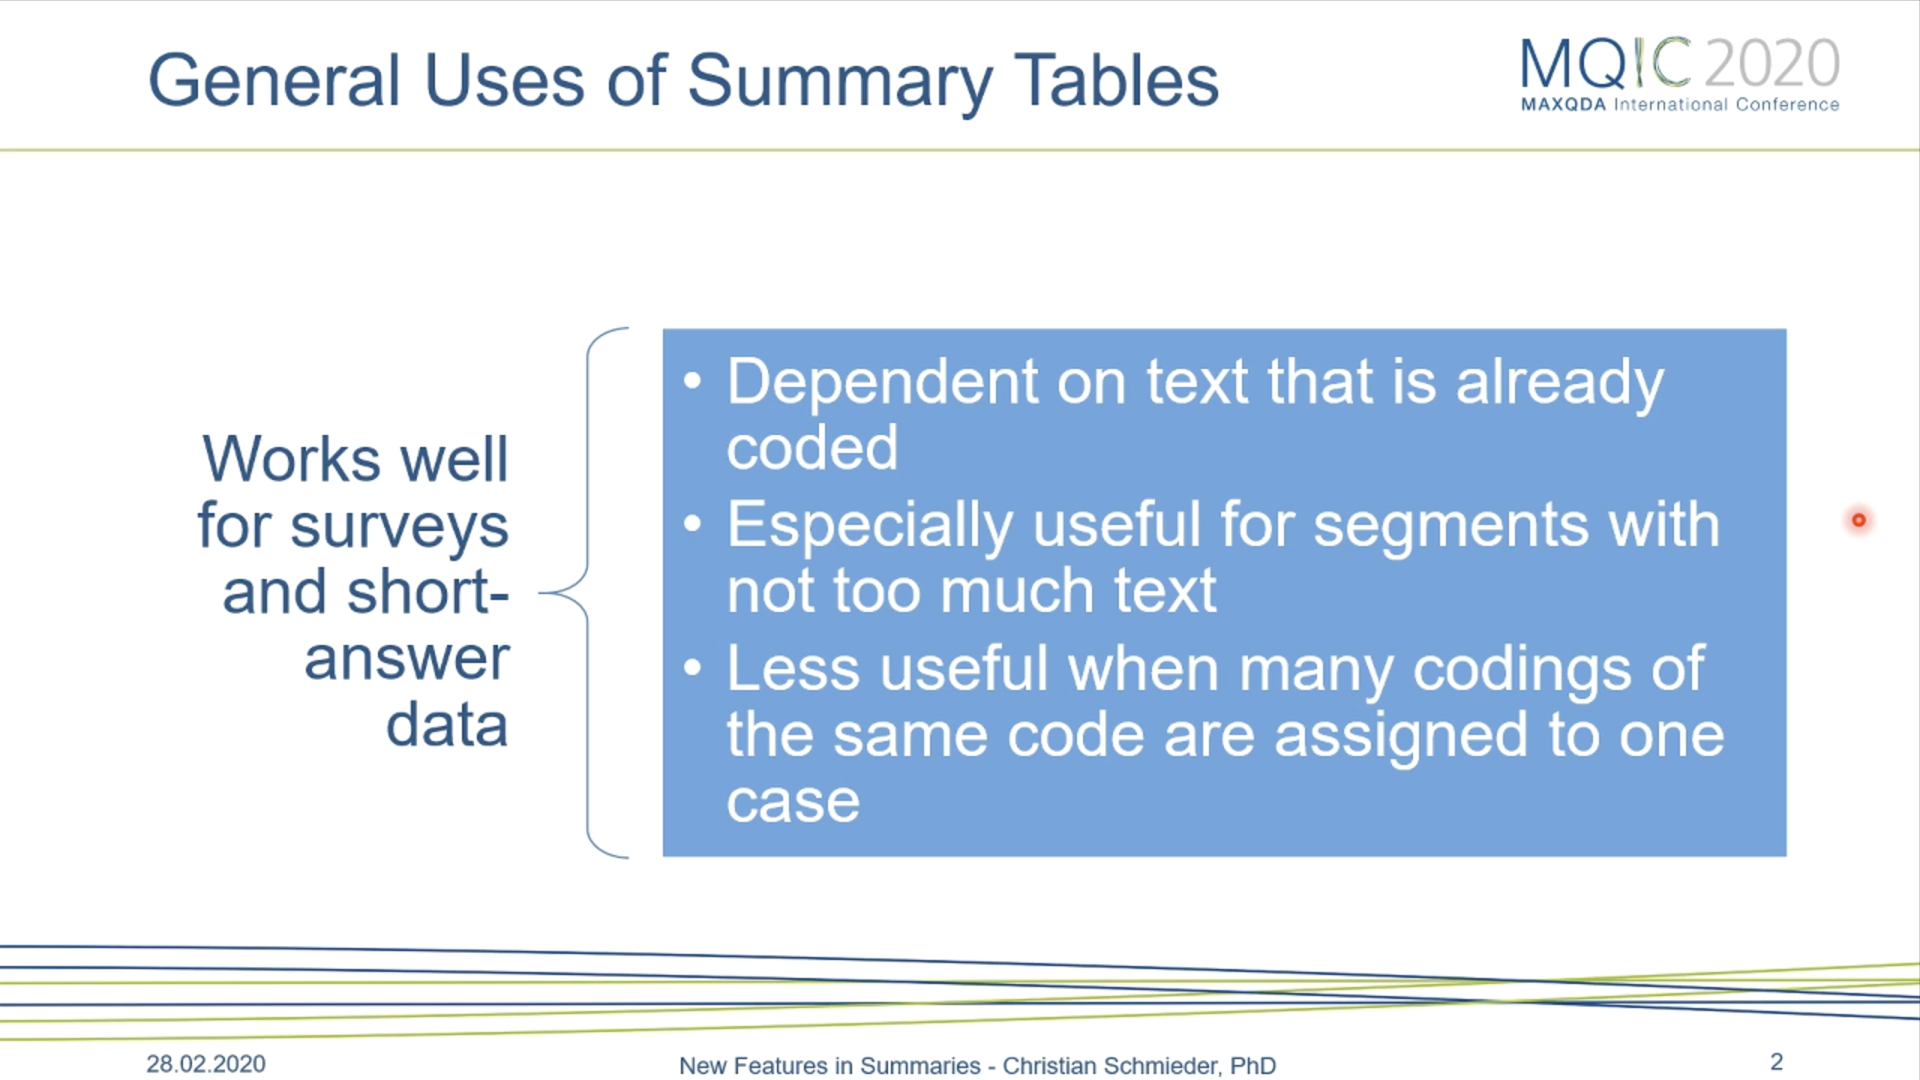 General Uses of Summary Tables
MQIC 2020
MAXQDA International Conference
Works well
for surveys
and short-
answer
data
• Dependent on text that is already
coded
• Especially useful for segments with
not too much text
• Less useful when many codings of
the same code are assigned to one
case
28.02.2020
New Features in Summaries - Christian Schmieder, PhD
2